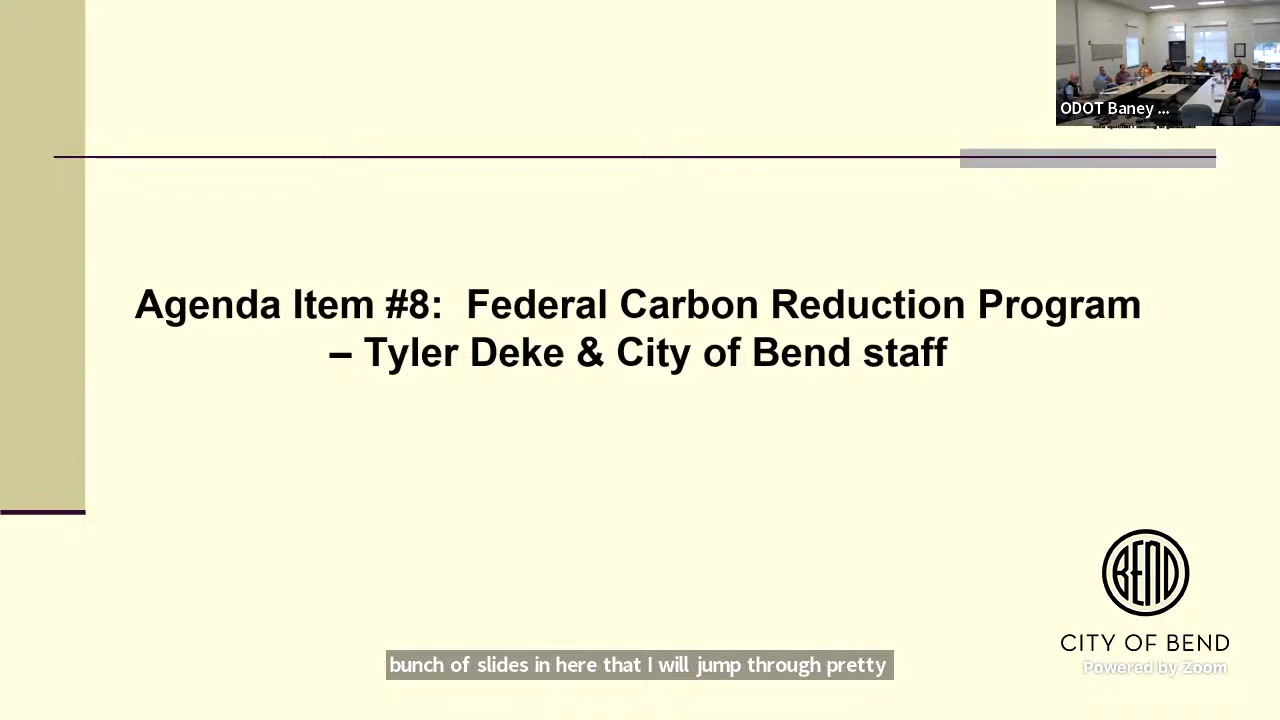 ODOT Baney ...
Agenda Item #8:  Federal Carbon Reduction Program
– Tyler Deke & City of Bend staff
BEND
CITY OF BEND
Powered by Zoom
bunch of slides in here that I will jump through pretty